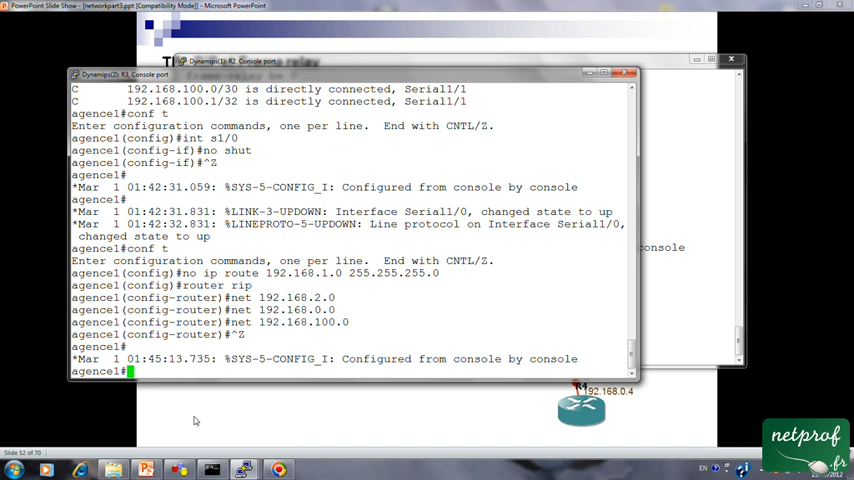 PowerPoint Slide Show - [networkpart3.ppt [Compatibility Mode]] - Microsoft PowerPoint
Dynamips(1): R2, Console port
Dynamips(2): R3, Console port
C       192.168.100.0/30 is directly connected, Serial1/1
C       192.168.100.1/32 is directly connected, Serial1/1
agence1#conf t
Enter configuration commands, one per line.  End with CNTL/Z.
agence1(config)#int s1/0
agence1(config-if)#no shut
agence1(config-if)#^Z
agence1#
*Mar  1 01:42:31.059: %SYS-5-CONFIG_I: Configured from console by console
agence1#
*Mar  1 01:42:31.831: %LINK-3-UPDOWN: Interface Serial1/0, changed state to up
*Mar  1 01:42:32.831: %LINEPROTO-5-UPDOWN: Line protocol on Interface Serial1/0,
 changed state to up
agence1#conf t
Enter configuration commands, one per line.  End with CNTL/Z.
agence1(config)#no ip route 192.168.1.0 255.255.255.0
agence1(config)#router rip
agence1(config-router)#net 192.168.2.0
agence1(config-router)#net 192.168.0.0
agence1(config-router)#net 192.168.100.0
agence1(config-router)#^Z
agence1#
*Mar  1 01:45:13.735: %SYS-5-CONFIG_I: Configured from console by console
agence1#
console
R4
192.168.0.4
netprof
.fr
Slide 52 of 70
EN